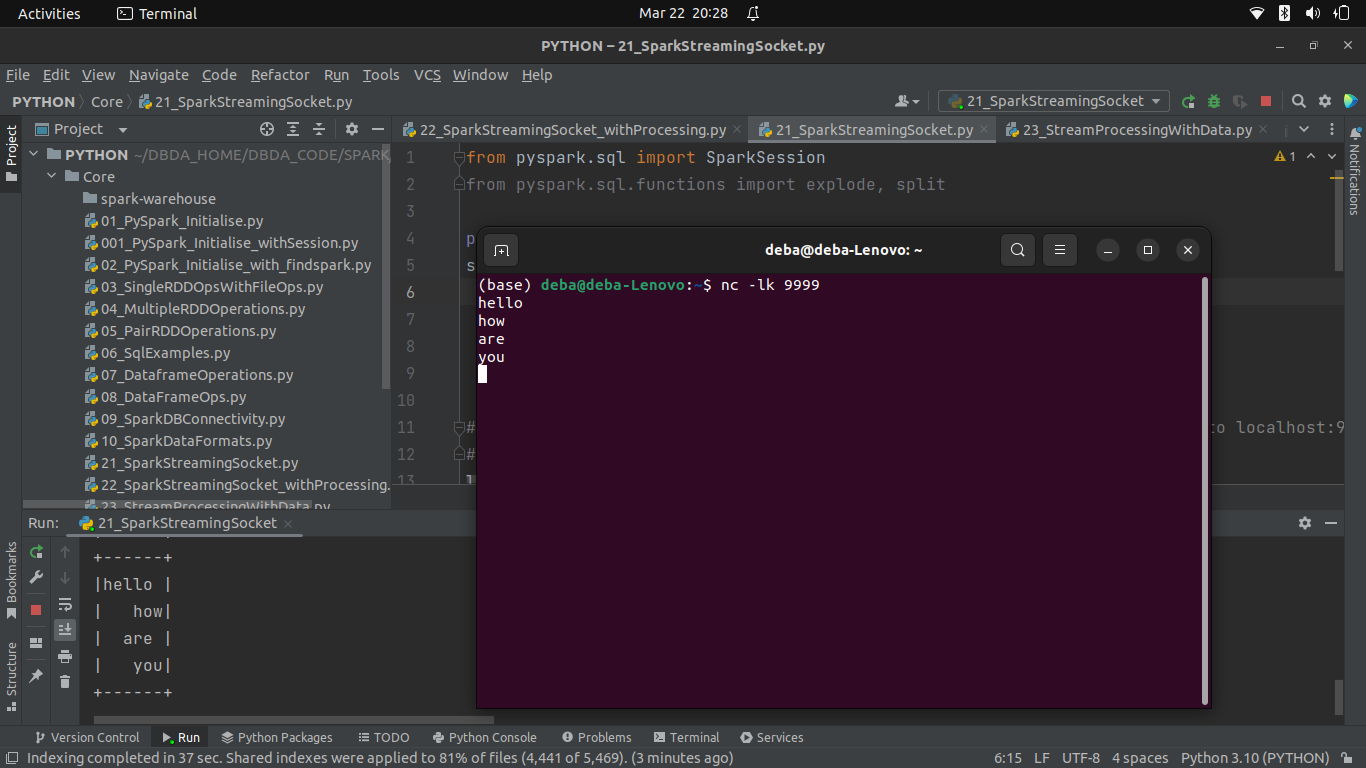 Activities Terminal Mar 22 20:28
PYTHON – 21_SparkStreamingSocket.py
File Edit View Navigate Code Refactor Run Tools VCS Window Help
PYTHON Core 21_SparkStreamingSocket.py 21_SparkStreamingSocket
Project
Project
22_SparkStreamingSocket_withProcessing.py 21_SparkStreamingSocket.py 23_StreamProcessingWithData.py
Notifications
PYTHON ~/DBDA_HOME/DBDA_CODE/SPARK
Core
spark-warehouse
01_PySpark_Initialise.py
001_PySpark_Initialise_withSession.py
02_PySpark_Initialise_with_findspark.py
03_SingleRDDOpsWithFileOps.py
04_MultipleRDDOperations.py
05_PairRDDOperations.py
06_SqlExamples.py
07_DataframeOperations.py
08_DataFrameOps.py
09_SparkDBConnectivity.py
10_SparkDataFormats.py
21_SparkStreamingSocket.py
22_SparkStreamingSocket_withProcessing.
23_StreamProcessingWithData.py
1 from pyspark.sql import SparkSession
1
2 from pyspark.sql.functions import explode, split
3
4 p
5 s
6
7
8
9
10
11 # to localhost:9
12 #
13 l
deba@deba-Lenovo: ~
(base) deba@deba-Lenovo:~$ nc -lk 9999
hello
how
are
you
Run: 21_SparkStreamingSocket
+------+
|hello |
|   how|
|  are |
|   you|
+------+
Bookmarks
Structure
Version Control Run Python Packages TODO Python Console Problems Terminal Services
Indexing completed in 37 sec. Shared indexes were applied to 81% of files (4,441 of 5,469). (3 minutes ago) 6:15 LF UTF-8 4 spaces Python 3.10 (PYTHON)